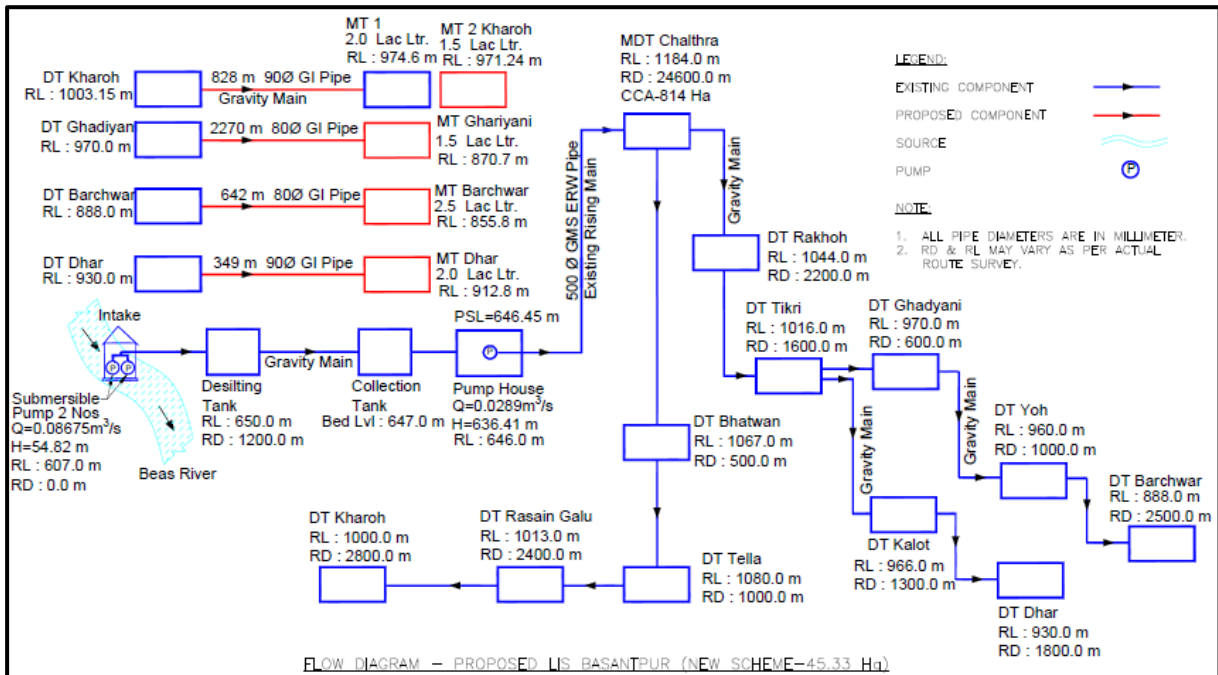 MT 1
2.0 Lac Ltr.
RL: 974.6 m
MT 2 Kharoh
1.5 Lac Ltr.
RL: 971.24 m
DT Kharoh
RL : 1003.15 m
828 m 90Ø GI Pipe
Gravity Main
DT Ghadiyan
RL : 970.0 m
2270 m 80Ø GI Pipe
MT Ghariyani
1.5 Lac Ltr.
RL : 870.7 m
DT Barchwar
RL : 888.0 m
642 m 80Ø GI Pipe
MT Barchwar
2.5 Lac Ltr.
RL : 855.8 m
DT Dhar
RL : 930.0 m
349 m 90Ø GI Pipe
MT Dhar
2.0 Lac Ltr.
RL : 912.8 m
500 Ø GMS ERW Pipe
Existing Rising Main
MDT Chalthra
RL : 1184.0 m
RD : 24600.0 m
CCA-814 Ha
LEGEND:
EXISTING COMPONENT
PROPOSED COMPONENT
SOURCE
PUMP
P
NOTE:
1. ALL PIPE DIAMETERS ARE IN MILLIMETER.
2. RD & RL MAY VARY AS PER ACTUAL
ROUTE SURVEY.
Gravity Main
DT Rakhoh
RL : 1044.0 m
RD : 2200.0 m
Intake
P P
Submersible
Pump 2 Nos
Q=0.08675m³/s
H=54.82 m
RL : 607.0 m
RD : 0.0 m
Beas River
Desilting
Tank
RL : 650.0 m
RD : 1200.0 m
Gravity Main
Collection
Tank
Bed Lvl : 647.0 m
PSL=646.45 m
P
Pump House
Q=0.0289m³/s
H=636.41 m
RL : 646.0 m
DT Tikri
RL : 1016.0 m
RD : 1600.0 m
DT Ghadyani
RL : 970.0 m
RD : 600.0 m
Gravity Main
Gravity Main
DT Yoh
RL : 960.0 m
RD : 1000.0 m
DT Barchwar
RL : 888.0 m
RD : 2500.0 m
DT Bhatwan
RL : 1067.0 m
RD : 500.0 m
DT Kalot
RL : 966.0 m
RD : 1300.0 m
DT Dhar
RL : 930.0 m
RD : 1800.0 m
DT Kharoh
RL : 1000.0 m
RD : 2800.0 m
DT Rasain Galu
RL : 1013.0 m
RD : 2400.0 m
DT Tella
RL : 1080.0 m
RD : 1000.0 m
FLOW DIAGRAM – PROPOSED LIS BASANTPUR (NEW SCHEME–45.33 Ha)